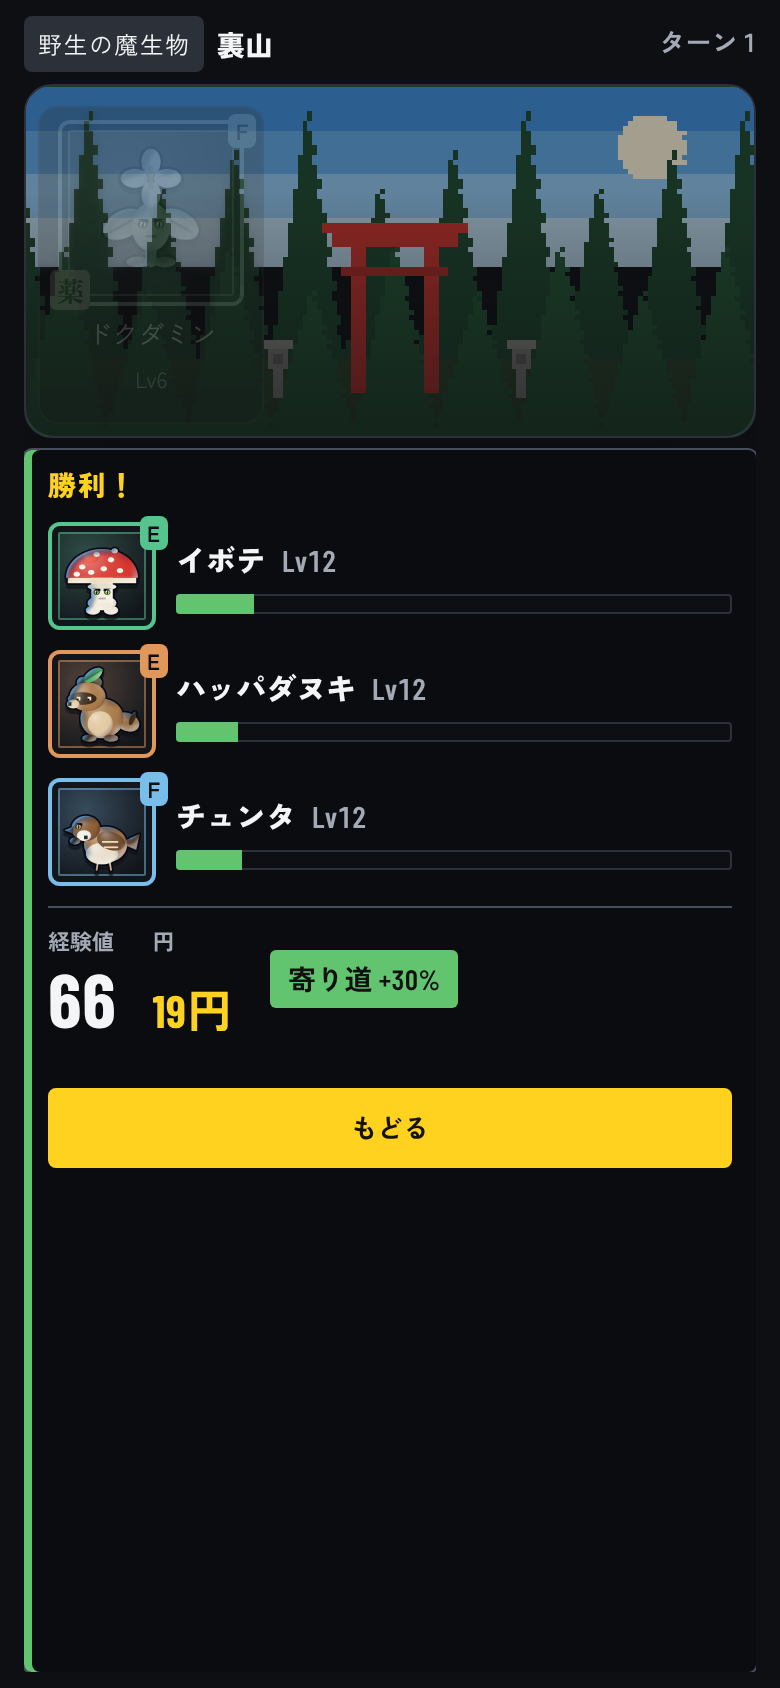 野生の魔生物 裏山 ターン 1
F
薬
ドクダミン
Lv6
勝利！
E
イボテ Lv12
E
ハッパダヌキ Lv12
F
チュンタ Lv12
経験値 円
66 19円 寄り道 +30%
もどる